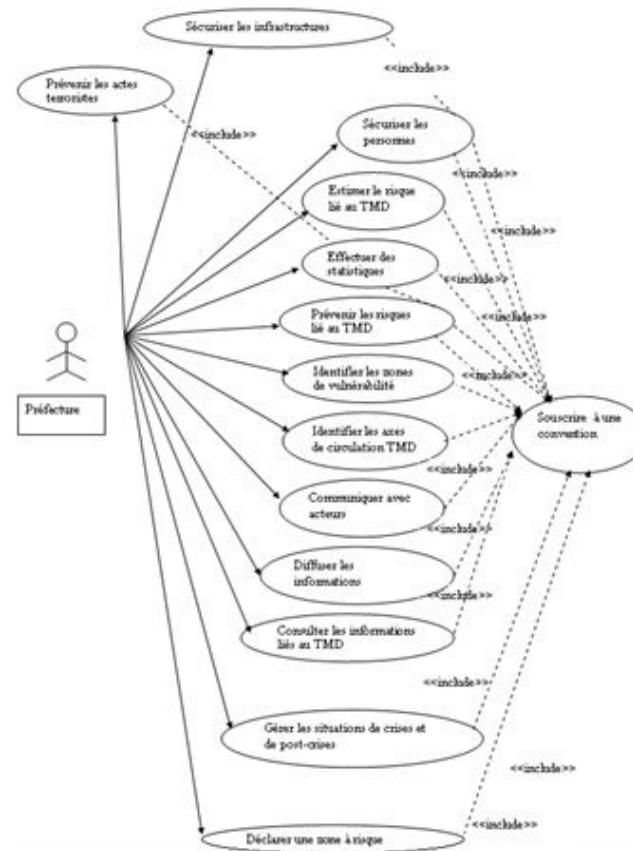 Sécuriser les infrastructures
<<include>>
Prévenir les actes
terroristes
<<include>>
Sécuriser les
personnes
<<include>>
Estimer le risque
lié au TMD
<<include>>
Effectuer des
statistiques
<<include>>
Prévenir les risques
lié au TMD
<<include>>
Identifier les zones
de vulnérabilité
<<include>>
Préfecture
Souscrire à une
convention
Identifier les axes
de circulation TMD
<<include>>
Communiquer avec
acteurs
<<include>>
Diffuser les
informations
<<include>>
Consulter les informations
liés au TMD
<<include>>
Gérer les situations de crises et
de post-crises
<<include>>
<<include>>
Déclarer une zone à risque